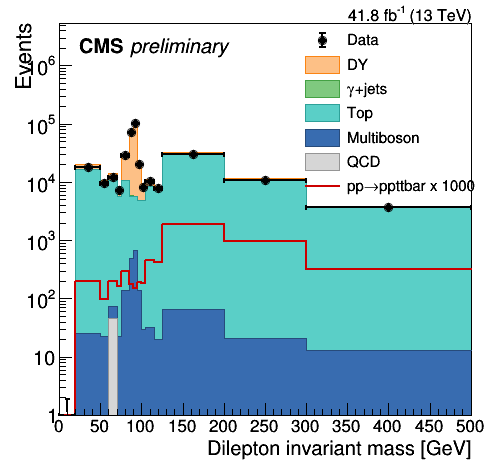 41.8 fb⁻¹ (13 TeV)
CMS preliminary
Events
Data
DY
γ+jets
Top
Multiboson
QCD
pp→ppttbar x 1000
10⁶
10⁵
10⁴
10³
10²
10
1
0 50 100 150 200 250 300 350 400 450 500
Dilepton invariant mass [GeV]